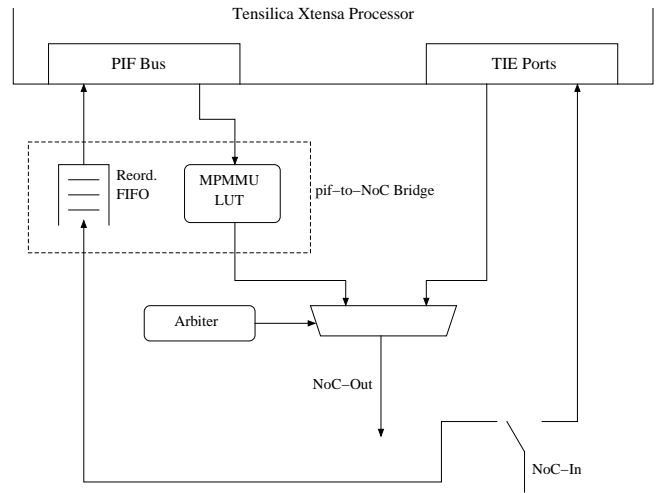 Tensilica Xtensa Processor
PIF Bus
TIE Ports
Reord.
FIFO
MPMMU
LUT
pif−to−NoC Bridge
Arbiter
NoC−Out
NoC−In